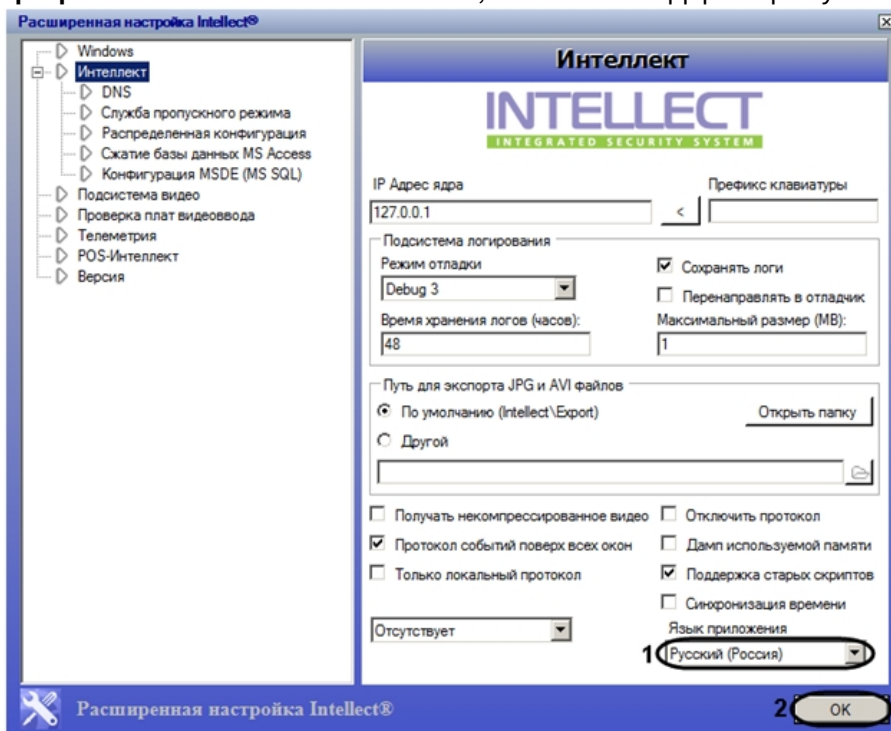 Расширенная настройка Intellect®
Windows
Интеллект
DNS
Служба пропускного режима
Распределенная конфигурация
Сжатие базы данных MS Access
Конфигурация MSDE (MS SQL)
Подсистема видео
Проверка плат видеоввода
Телеметрия
POS-Интеллект
Версия
Интеллект
INTELLECT
INTEGRATED SECURITY SYSTEM
IP Адрес ядра Префикс клавиатуры
127.0.0.1 <
Подсистема логирования
Режим отладки Сохранять логи
Debug 3 Перенаправлять в отладчик
Время хранения логов (часов): Максимальный размер (MB):
48 1
Путь для экспорта JPG и AVI файлов
По умолчанию (Intellect\Export) Открыть папку
Другой
Получать некомпрессированное видео Отключить протокол
Протокол событий поверх всех окон Дамп используемой памяти
Только локальный протокол Поддержка старых скриптов
Синхронизация времени
Отсутствует Язык приложения
1 Русский (Россия)
Расширенная настройка Intellect® 2 OK